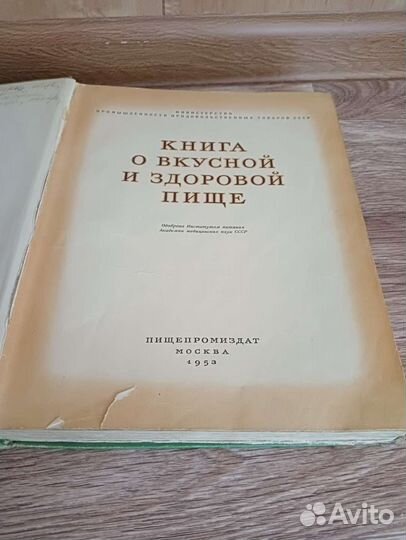 МИНИСТЕРСТВО
ПРОМЫШЛЕННОСТИ ПРОДОВОЛЬСТВЕННЫХ ТОВАРОВ СССР
КНИГА
О ВКУСНОЙ
И ЗДОРОВОЙ
ПИЩЕ
Одобрена Институтом питания
Академии медицинских наук СССР
ПИЩЕПРОМИЗДАТ
МОСКВА
1953
Avito